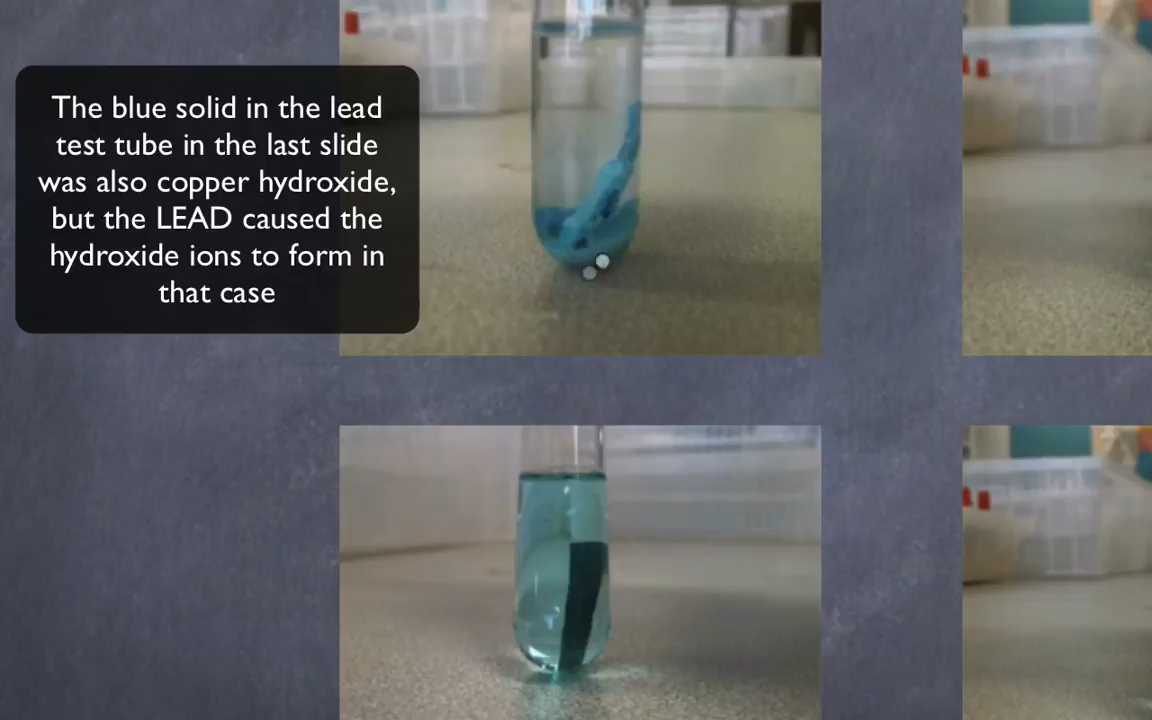 The blue solid in the lead
test tube in the last slide
was also copper hydroxide,
but the LEAD caused the
hydroxide ions to form in
that case